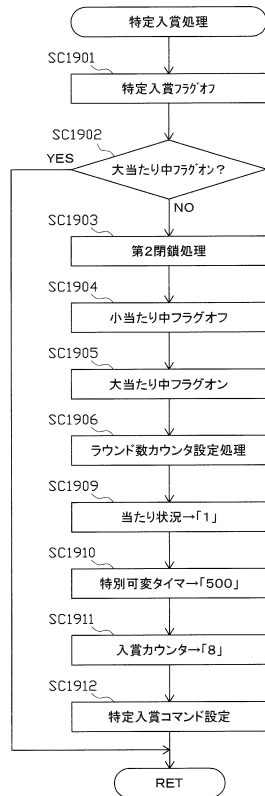 特定入賞処理
SC1901
特定入賞フラグオフ
SC1902
YES
大当たり中フラグオン?
NO
SC1903
第2閉鎖処理
SC1904
小当たり中フラグオフ
SC1905
大当たり中フラグオン
SC1906
ラウンド数カウンタ設定処理
SC1909
当たり状況→「1」
SC1910
特別可変タイマ→「500」
SC1911
入賞カウンター→「8」
SC1912
特定入賞コマンド設定
RET